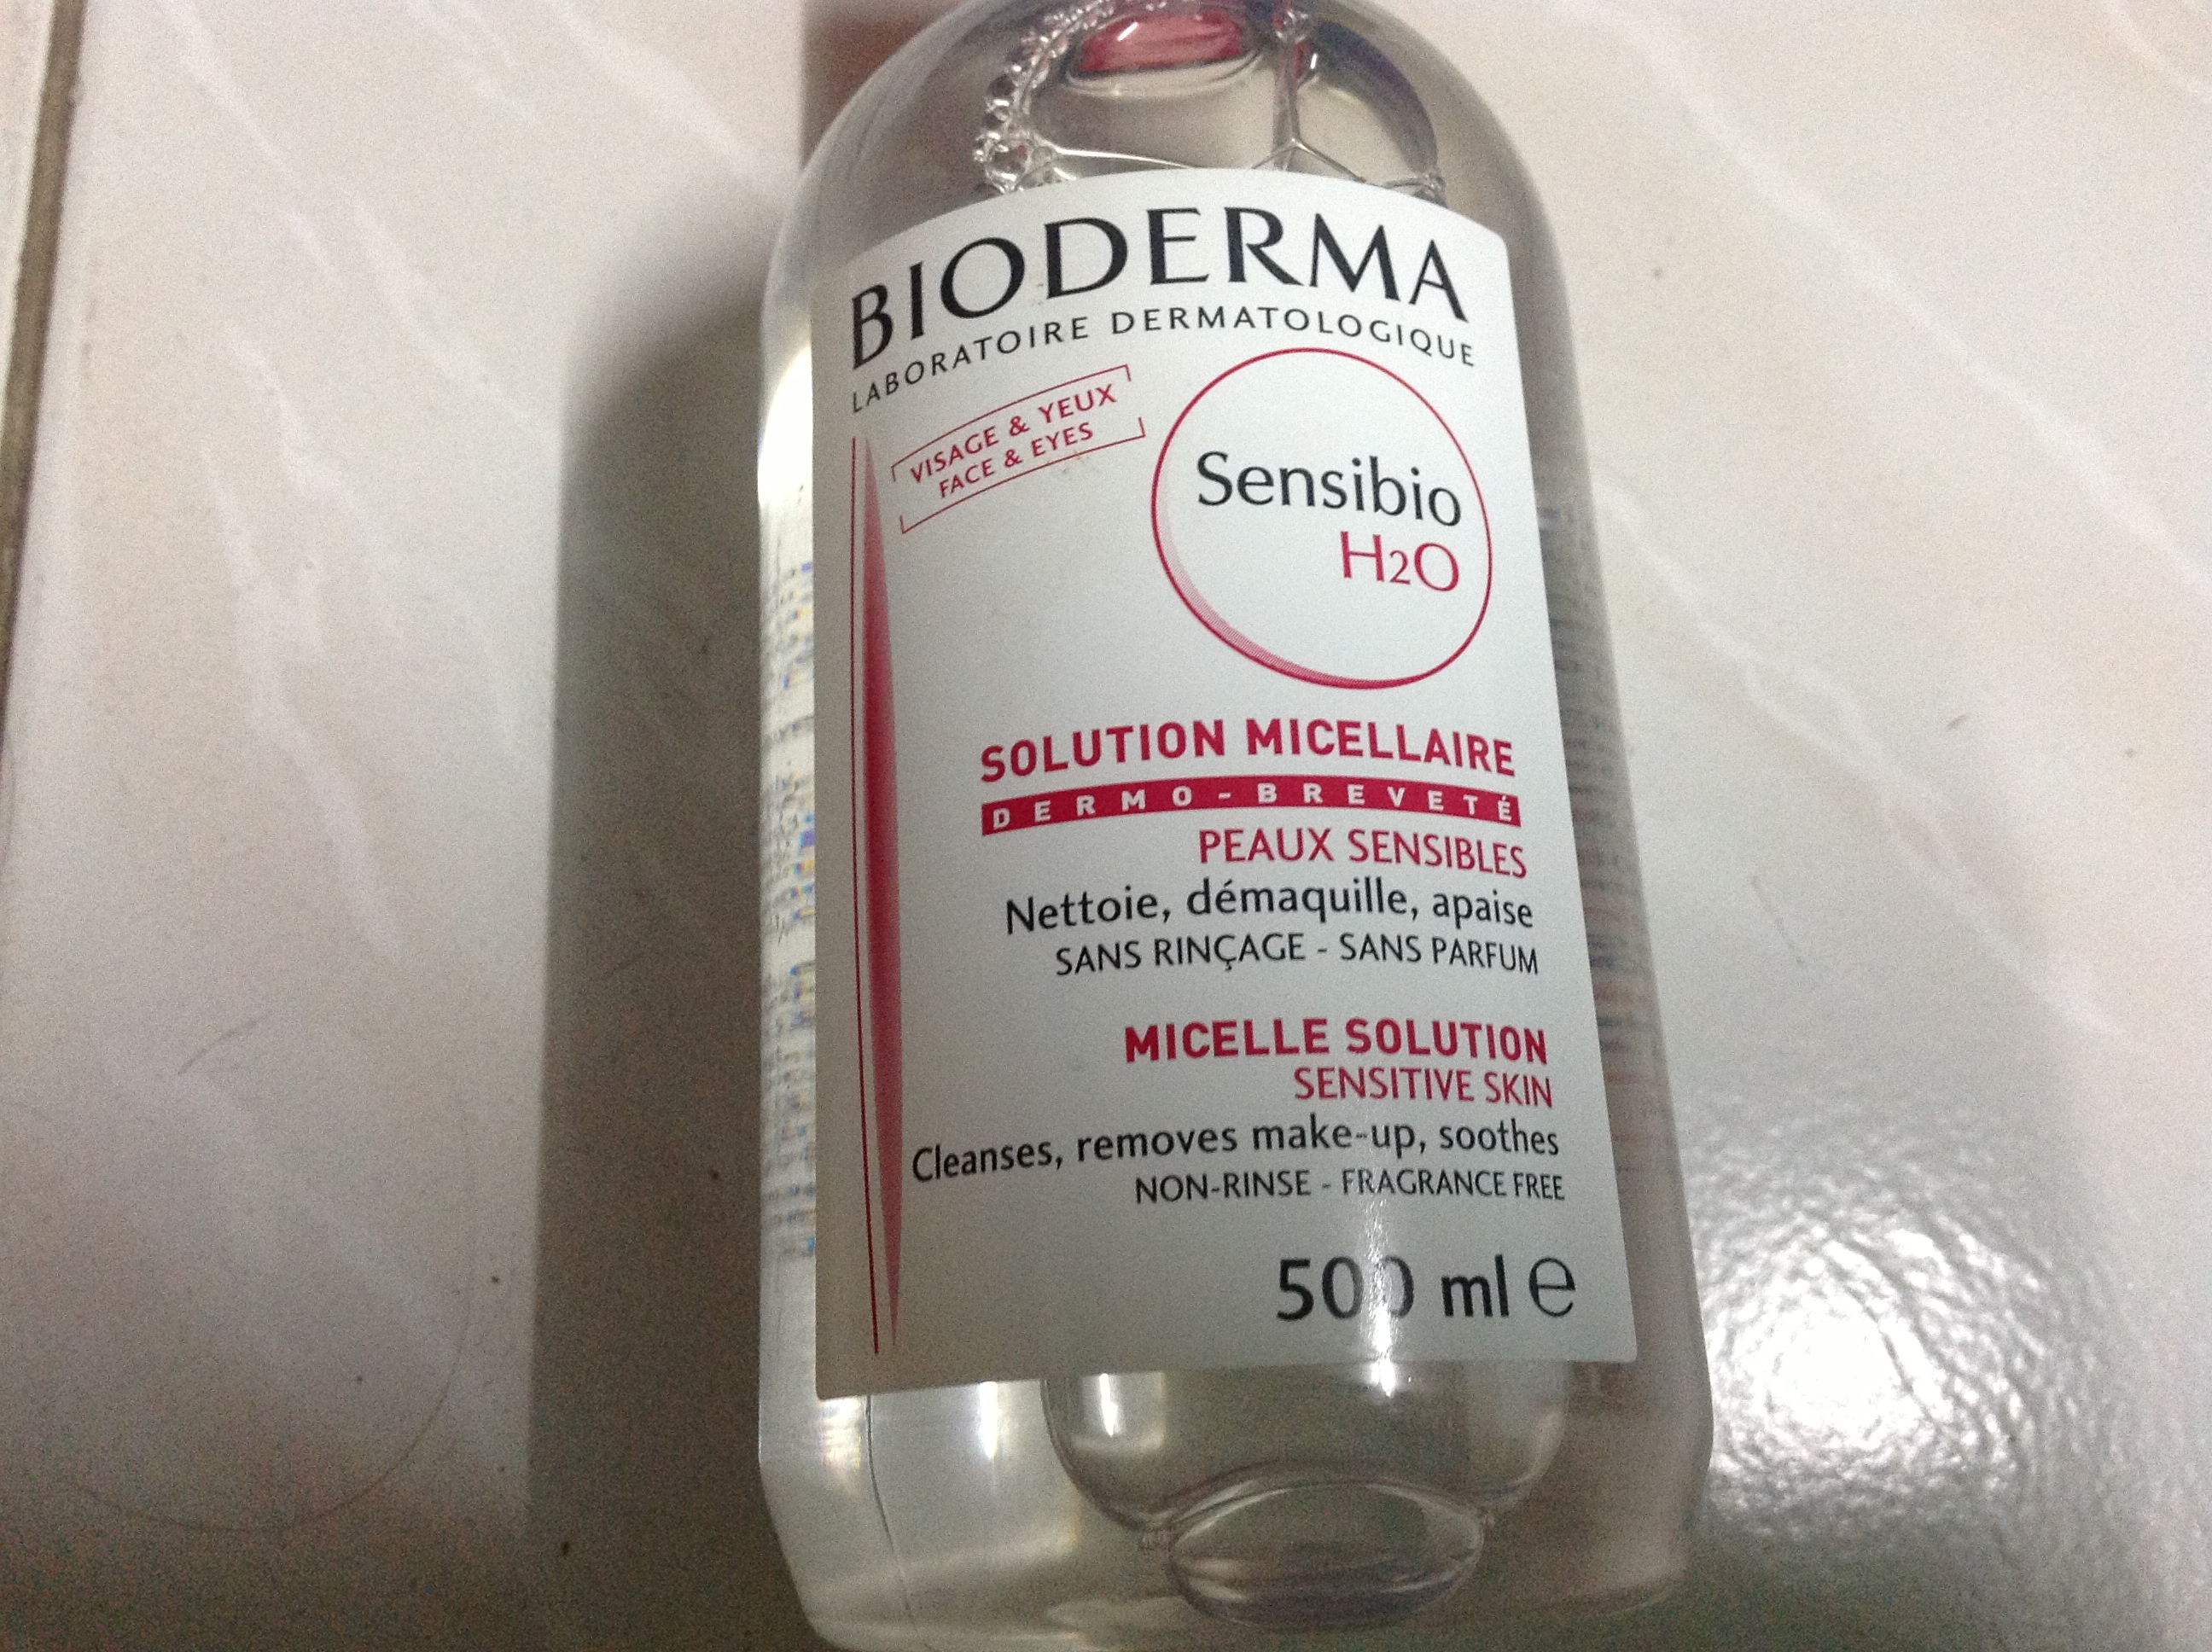 BIODERMA
LABORATOIRE DERMATOLOGIQUE
VISAGE & YEUX
FACE & EYES
Sensibio
H2O
SOLUTION MICELLAIRE
DERMO-BREVETÉ
PEAUX SENSIBLES
Nettoie, démaquille, apaise
SANS RINÇAGE - SANS PARFUM
MICELLE SOLUTION
SENSITIVE SKIN
Cleanses, removes make-up, soothes
NON-RINSE - FRAGRANCE FREE
500 ml e